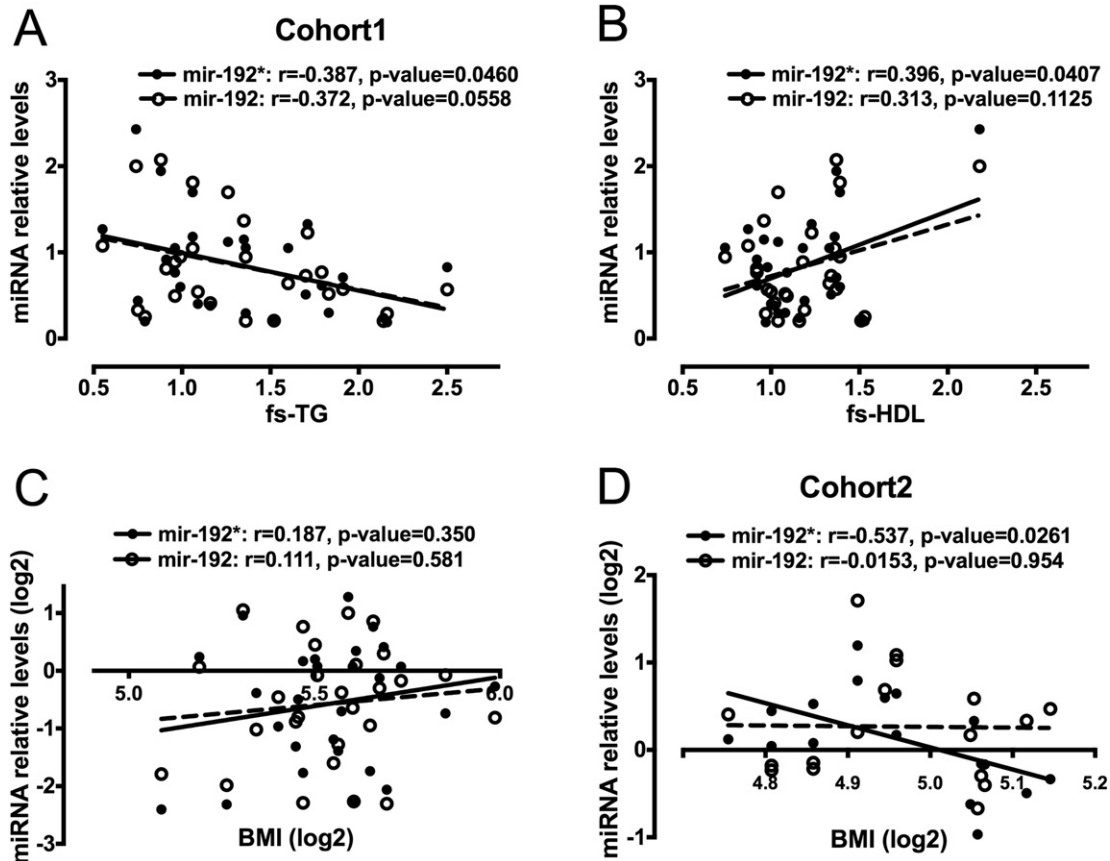 A
Cohort1
mir-192*: r=-0.387, p-value=0.0460
mir-192: r=-0.372, p-value=0.0558
miRNA relative levels
3
2
1
0
0.5 1.0 1.5 2.0 2.5
fs-TG
B
mir-192*: r=0.396, p-value=0.0407
mir-192: r=0.313, p-value=0.1125
miRNA relative levels
3
2
1
0
0.5 1.0 1.5 2.0 2.5
fs-HDL
C
mir-192*: r=0.187, p-value=0.350
mir-192: r=0.111, p-value=0.581
miRNA relative levels (log2)
1
0
-1
-2
-3
5.0 5.5 6.0
BMI (log2)
D
Cohort2
mir-192*: r=-0.537, p-value=0.0261
mir-192: r=-0.0153, p-value=0.954
miRNA relative levels (log2)
2
1
0
-1
4.8 4.9 5.0 5.1 5.2
BMI (log2)